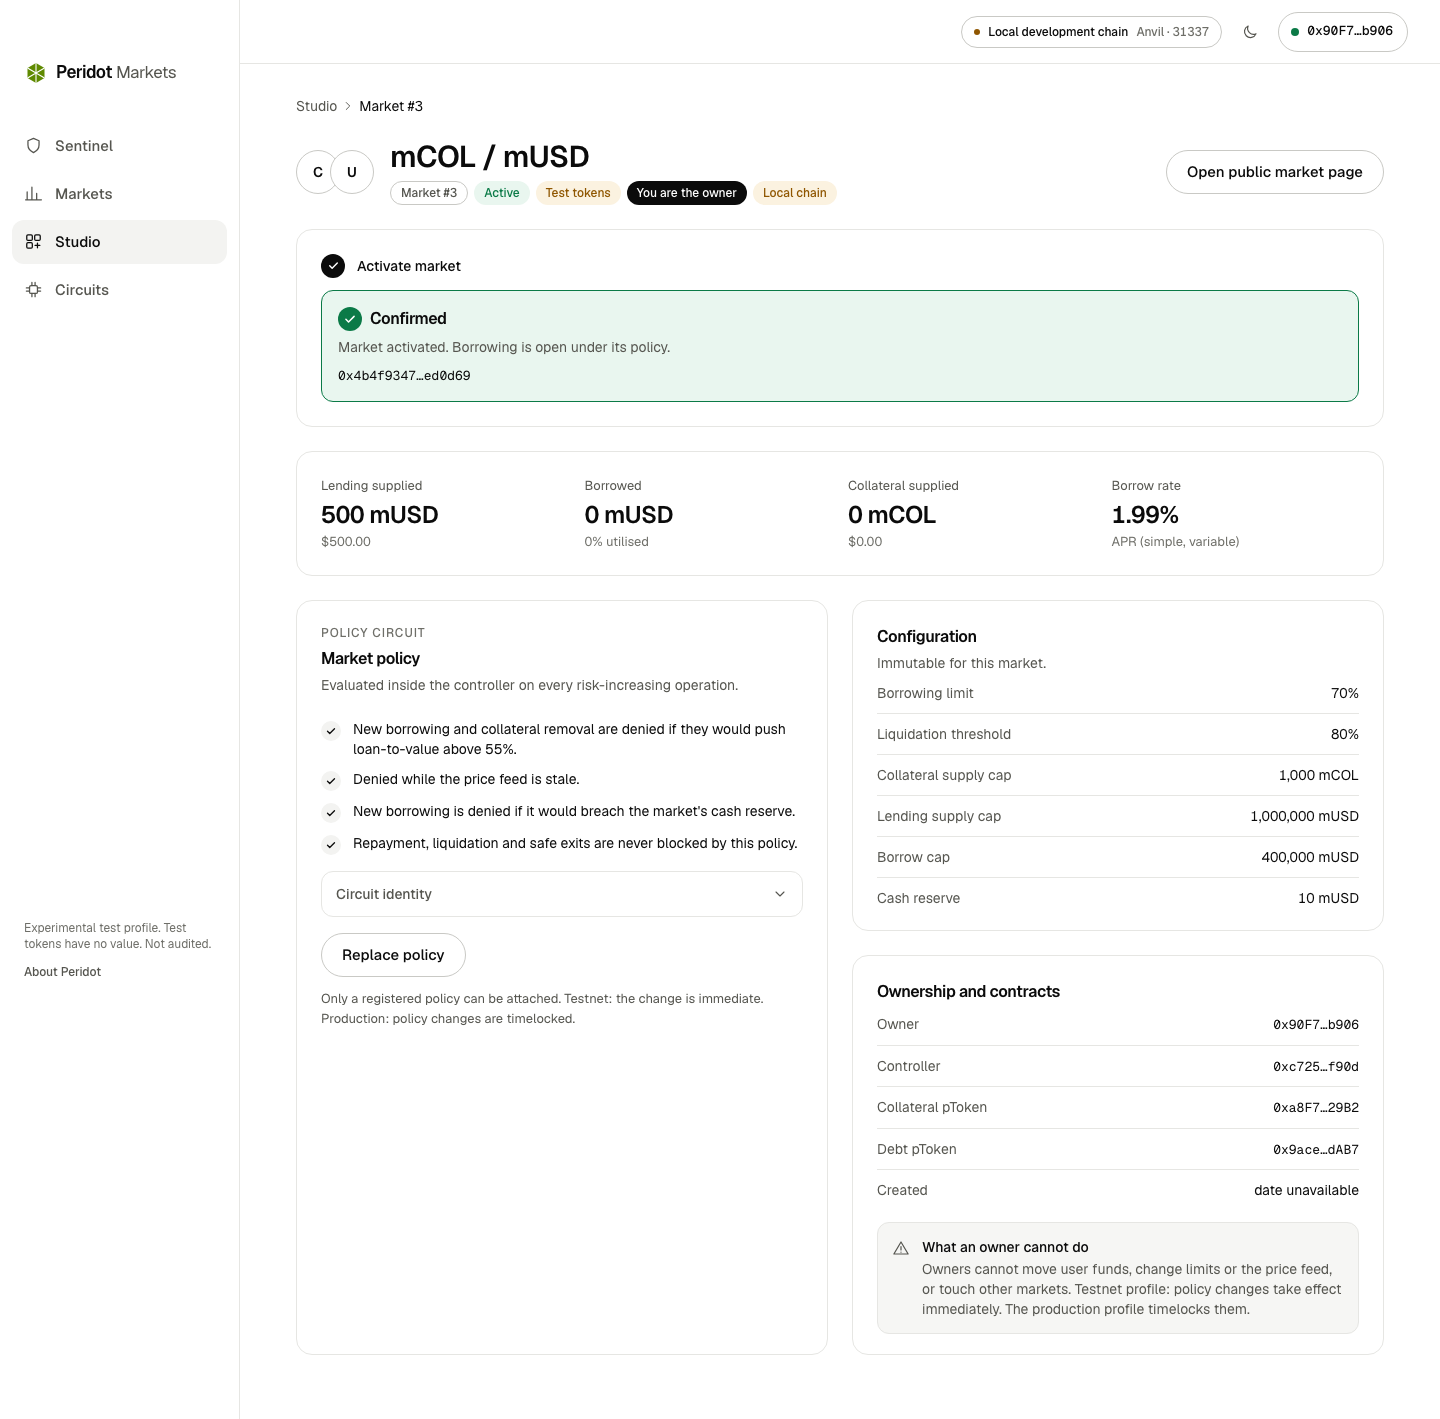 Local development chain Anvil · 31337
0x90F7…b906
Peridot Markets
Sentinel
Markets
Studio
Circuits
Experimental test profile. Test
tokens have no value. Not audited.
About Peridot
Studio > Market #3
C U
mCOL / mUSD
Market #3 Active Test tokens You are the owner Local chain
Open public market page
Activate market
Confirmed
Market activated. Borrowing is open under its policy.
0x4b4f9347…ed0d69
Lending supplied
500 mUSD
$500.00
Borrowed
0 mUSD
0% utilised
Collateral supplied
0 mCOL
$0.00
Borrow rate
1.99%
APR (simple, variable)
POLICY CIRCUIT
Market policy
Evaluated inside the controller on every risk-increasing operation.
New borrowing and collateral removal are denied if they would push
loan-to-value above 55%.
Denied while the price feed is stale.
New borrowing is denied if it would breach the market's cash reserve.
Repayment, liquidation and safe exits are never blocked by this policy.
Circuit identity
Replace policy
Only a registered policy can be attached. Testnet: the change is immediate.
Production: policy changes are timelocked.
Configuration
Immutable for this market.
Borrowing limit 70%
Liquidation threshold 80%
Collateral supply cap 1,000 mCOL
Lending supply cap 1,000,000 mUSD
Borrow cap 400,000 mUSD
Cash reserve 10 mUSD
Ownership and contracts
Owner 0x90F7…b906
Controller 0xc725…f90d
Collateral pToken 0xa8F7…29B2
Debt pToken 0x9ace…dAB7
Created date unavailable
What an owner cannot do
Owners cannot move user funds, change limits or the price feed,
or touch other markets. Testnet profile: policy changes take effect
immediately. The production profile timelocks them.